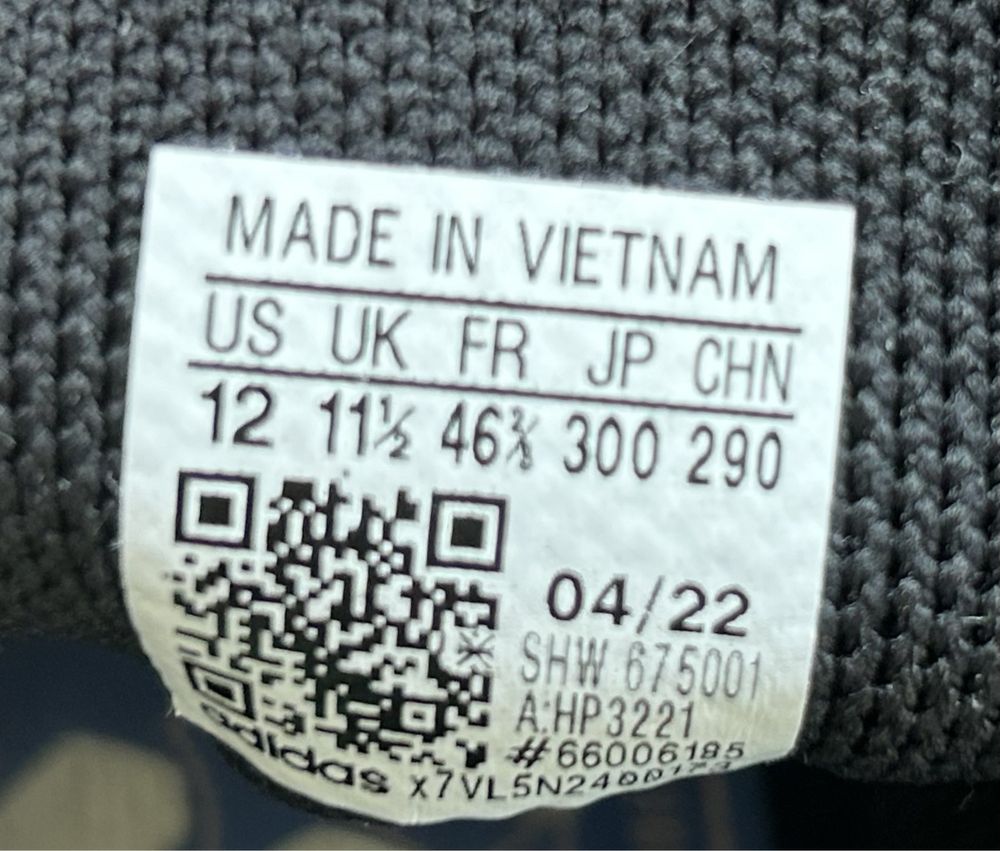 MADE IN VIETNAM
US UK FR JP CHN
12 11½ 46⅔ 300 290
04/22
SHW 675001
A:HP3221
#66006185
adidas